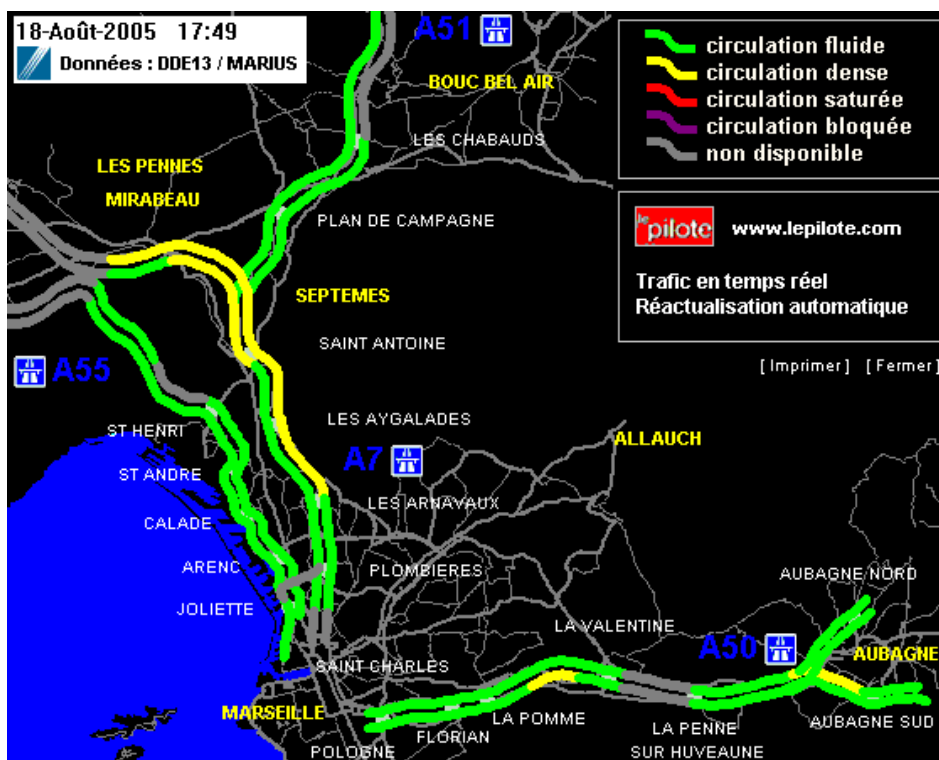 18-Août-2005 17:49
Données : DDE13 / MARIUS
A51
BOUC BEL AIR
LES CHABAUDS
LES PENNES
MIRABEAU
PLAN DE CAMPAGNE
SEPTEMES
SAINT ANTOINE
A55
LES AYGALADES
ST HENRI
ALLAUCH
A7
ST ANDRE
LES ARNAVAUX
CALADE
ARENC
PLOMBIERES
AUBAGNE NORD
JOLIETTE
LA VALENTINE
A50
AUBAGNE
SAINT CHARLES
MARSEILLE
LA POMME
AUBAGNE SUD
FLORIAN
LA PENNE
SUR HUVEAUNE
POLOGNE
circulation fluide
circulation dense
circulation saturée
circulation bloquée
non disponible
le pilote
www.lepilote.com
Trafic en temps réel
Réactualisation automatique
[Imprimer] [Fermer]